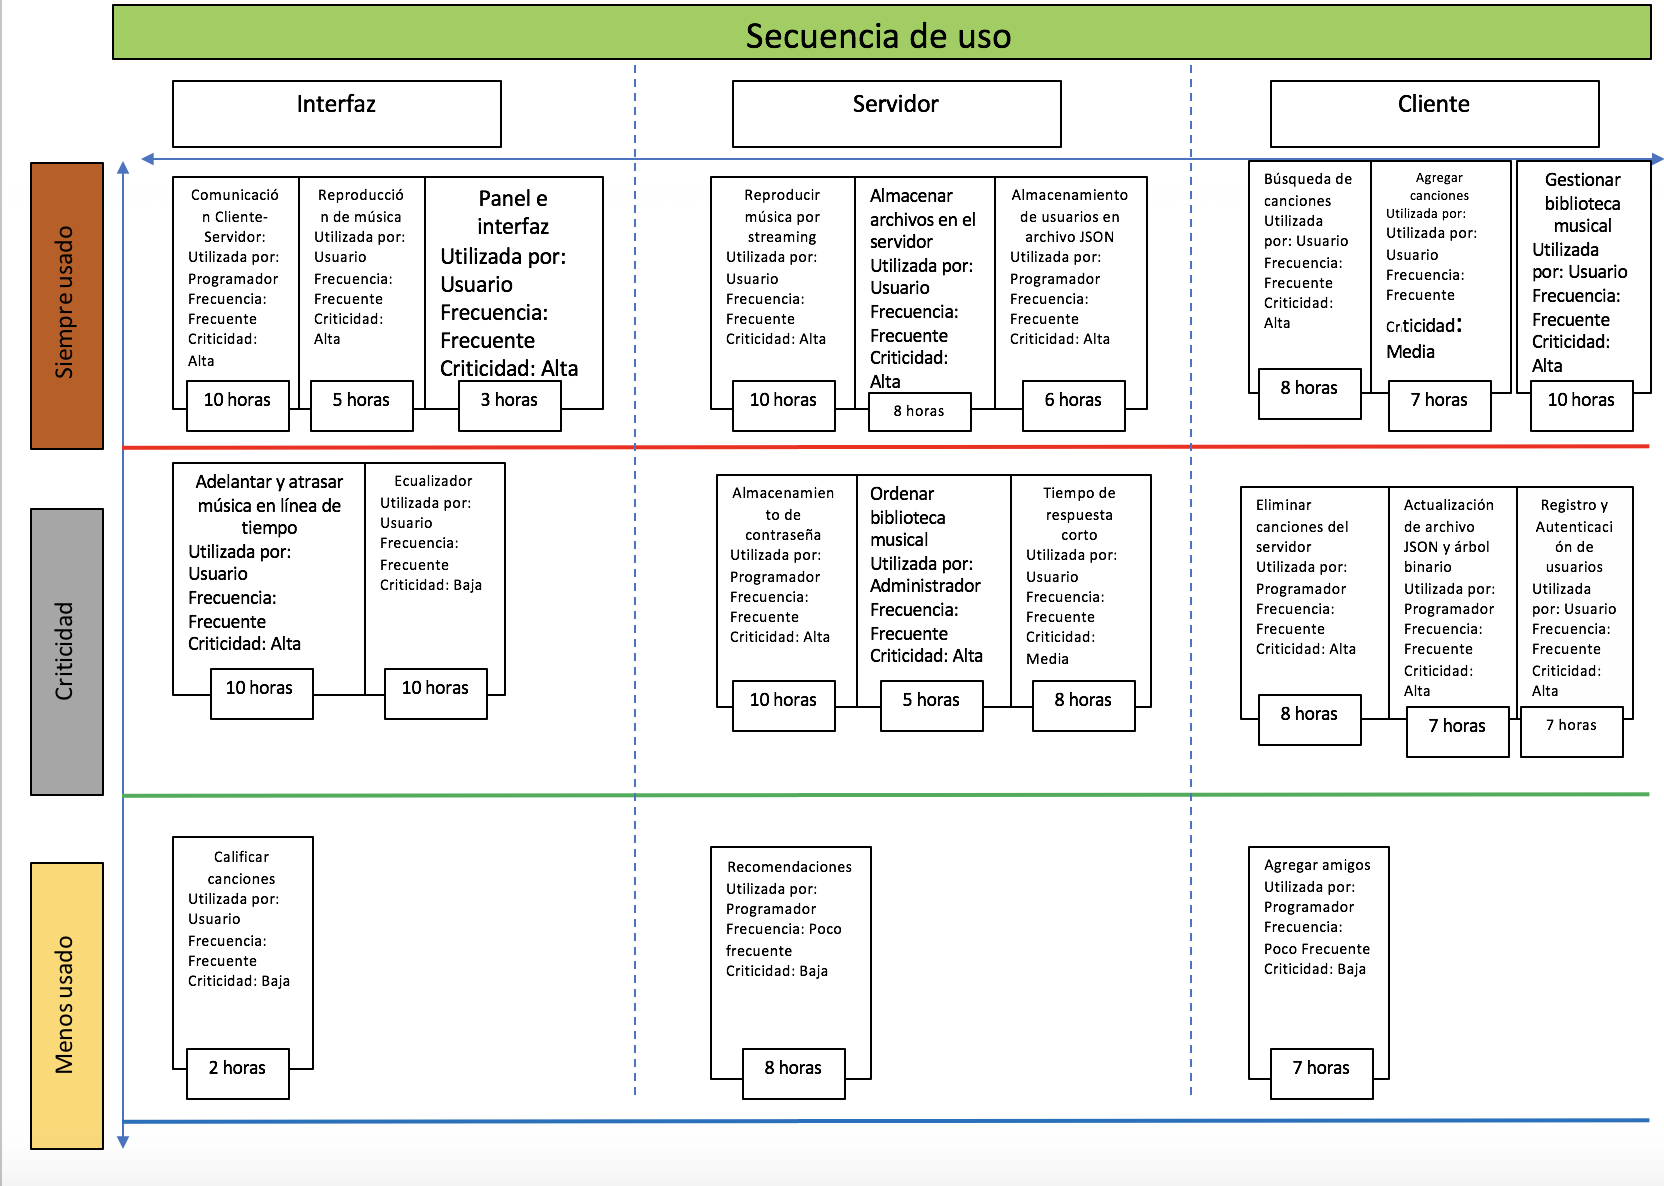 Secuencia de uso
Interfaz
Servidor
Cliente
Siempre usado
Comunicació
n Cliente-
Servidor:
Utilizada por:
Programador
Frecuencia:
Frecuente
Criticidad:
Alta
10 horas
Reproducció
n de música
Utilizada por:
Usuario
Frecuencia:
Frecuente
Criticidad:
Alta
5 horas
Panel e
interfaz
Utilizada por:
Usuario
Frecuencia:
Frecuente
Criticidad: Alta
3 horas
Reproducir
música por
streaming
Utilizada por:
Usuario
Frecuencia:
Frecuente
Criticidad: Alta
10 horas
Almacenar
archivos en el
servidor
Utilizada por:
Usuario
Frecuencia:
Frecuente
Criticidad:
Alta
8 horas
Almacenamiento
de usuarios en
archivo JSON
Utilizada por:
Programador
Frecuencia:
Frecuente
Criticidad: Alta
6 horas
Búsqueda de
canciones
Utilizada
por: Usuario
Frecuencia:
Frecuente
Criticidad:
Alta
8 horas
Agregar
canciones
Utilizada por:
Utilizada por:
Usuario
Frecuencia:
Frecuente
Criticidad:
Media
7 horas
Gestionar
biblioteca
musical
Utilizada
por: Usuario
Frecuencia:
Frecuente
Criticidad:
Alta
10 horas
Criticidad
Adelantar y atrasar
música en línea de
tiempo
Utilizada por:
Usuario
Frecuencia:
Frecuente
Criticidad: Alta
10 horas
Ecualizador
Utilizada por:
Usuario
Frecuencia:
Frecuente
Criticidad: Baja
10 horas
Almacenamien
to de
contraseña
Utilizada por:
Programador
Frecuencia:
Frecuente
Criticidad: Alta
10 horas
Ordenar
biblioteca
musical
Utilizada por:
Administrador
Frecuencia:
Frecuente
Criticidad: Alta
5 horas
Tiempo de
respuesta
corto
Utilizada por:
Usuario
Frecuencia:
Frecuente
Criticidad:
Media
8 horas
Eliminar
canciones del
servidor
Utilizada por:
Programador
Frecuencia:
Frecuente
Criticidad: Alta
8 horas
Actualización
de archivo
JSON y árbol
binario
Utilizada por:
Programador
Frecuencia:
Frecuente
Criticidad:
Alta
7 horas
Registro y
Autenticaci
ón de
usuarios
Utilizada
por: Usuario
Frecuencia:
Frecuente
Criticidad:
Alta
7 horas
Menos usado
Calificar
canciones
Utilizada por:
Usuario
Frecuencia:
Frecuente
Criticidad: Baja
2 horas
Recomendaciones
Utilizada por:
Programador
Frecuencia: Poco
frecuente
Criticidad: Baja
8 horas
Agregar amigos
Utilizada por:
Programador
Frecuencia:
Poco Frecuente
Criticidad: Baja
7 horas